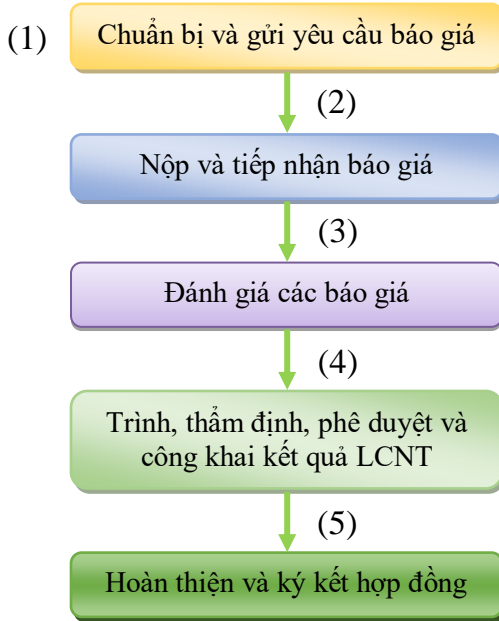 (1)
Chuẩn bị và gửi yêu cầu báo giá
(2)
Nộp và tiếp nhận báo giá
(3)
Đánh giá các báo giá
(4)
Trình, thẩm định, phê duyệt và
công khai kết quả LCNT
(5)
Hoàn thiện và ký kết hợp đồng